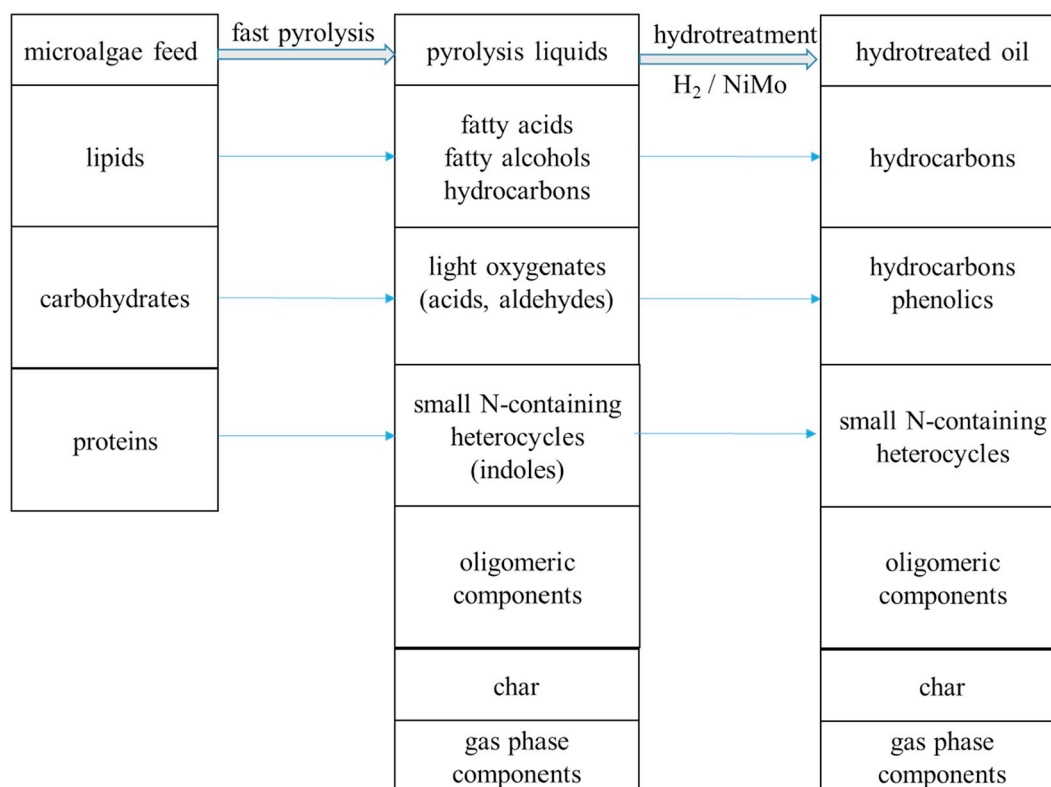 microalgae feed
fast pyrolysis
pyrolysis liquids
hydrotreatment
H₂ / NiMo
hydrotreated oil
lipids
fatty acids
fatty alcohols
hydrocarbons
hydrocarbons
carbohydrates
light oxygenates
(acids, aldehydes)
hydrocarbons
phenolics
proteins
small N-containing
heterocycles
(indoles)
small N-containing
heterocycles
oligomeric
components
oligomeric
components
char
char
gas phase
components
gas phase
components